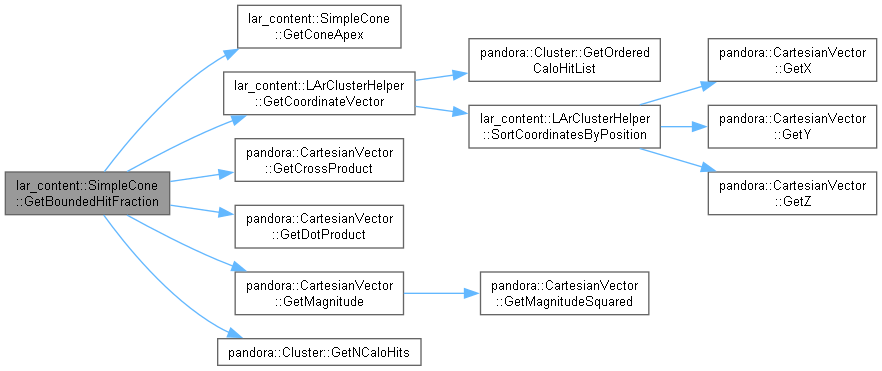 lar_content::SimpleCone
::GetBoundedHitFraction
lar_content::SimpleCone
::GetConeApex
lar_content::LArClusterHelper
::GetCoordinateVector
pandora::CartesianVector
::GetCrossProduct
pandora::CartesianVector
::GetDotProduct
pandora::CartesianVector
::GetMagnitude
pandora::Cluster::GetNCaloHits
pandora::Cluster::GetOrdered
CaloHitList
lar_content::LArClusterHelper
::SortCoordinatesByPosition
pandora::CartesianVector
::GetMagnitudeSquared
pandora::CartesianVector
::GetX
pandora::CartesianVector
::GetY
pandora::CartesianVector
::GetZ